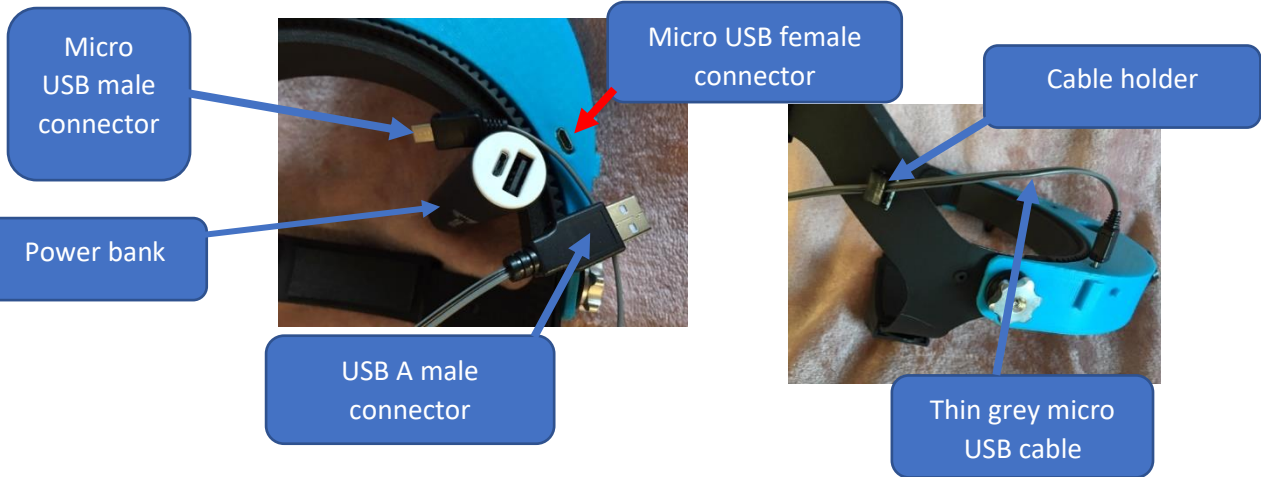 Micro
USB male
connector
Micro USB female
connector
Cable holder
Power bank
USB A male
connector
Thin grey micro
USB cable